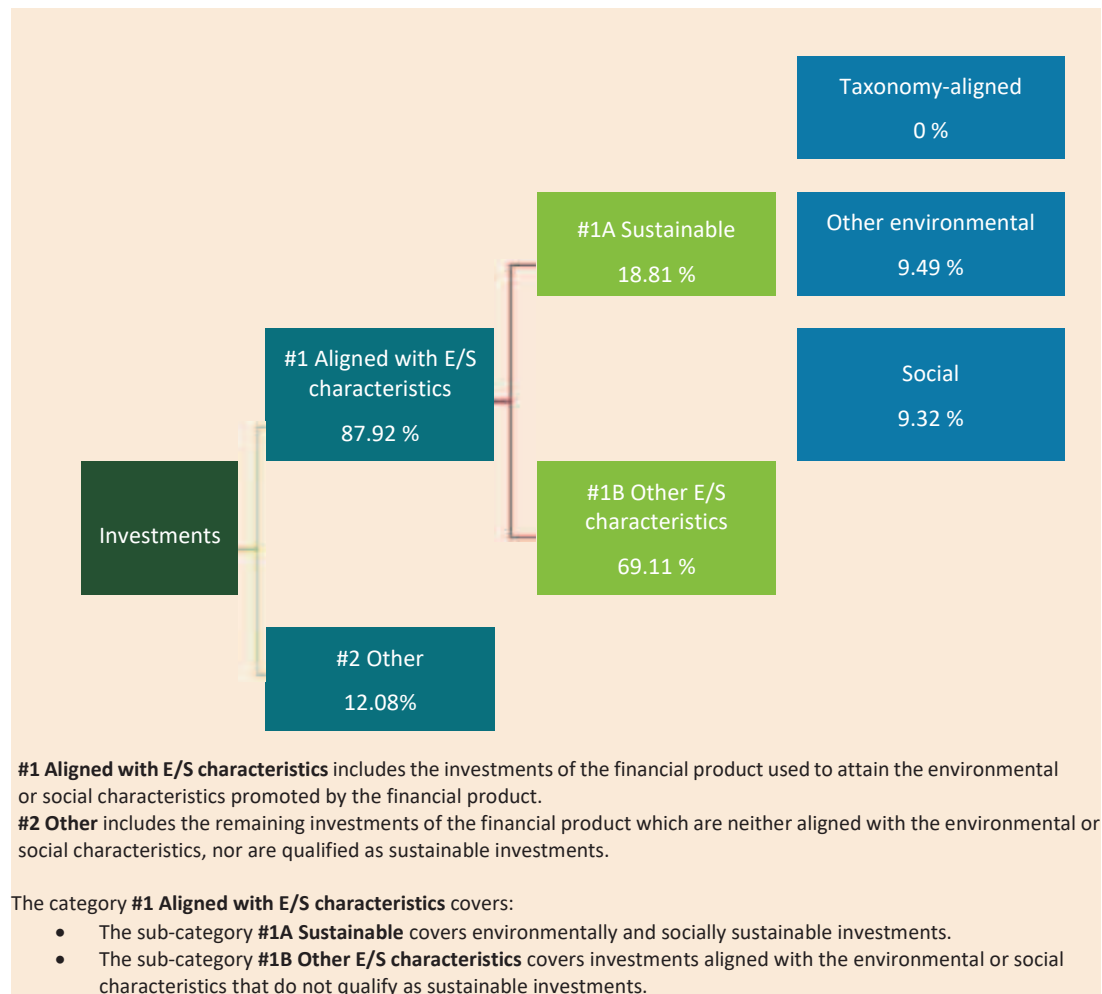 Taxonomy-aligned
0 %
#1A Sustainable
18.81 %
Other environmental
9.49 %
#1 Aligned with E/S
characteristics
87.92 %
Social
9.32 %
Investments
#1B Other E/S
characteristics
69.11 %
#2 Other
12.08%
#1 Aligned with E/S characteristics includes the investments of the financial product used to attain the environmental
or social characteristics promoted by the financial product.
#2 Other includes the remaining investments of the financial product which are neither aligned with the environmental or
social characteristics, nor are qualified as sustainable investments.
The category #1 Aligned with E/S characteristics covers:
• The sub-category #1A Sustainable covers environmentally and socially sustainable investments.
• The sub-category #1B Other E/S characteristics covers investments aligned with the environmental or social
characteristics that do not qualify as sustainable investments.